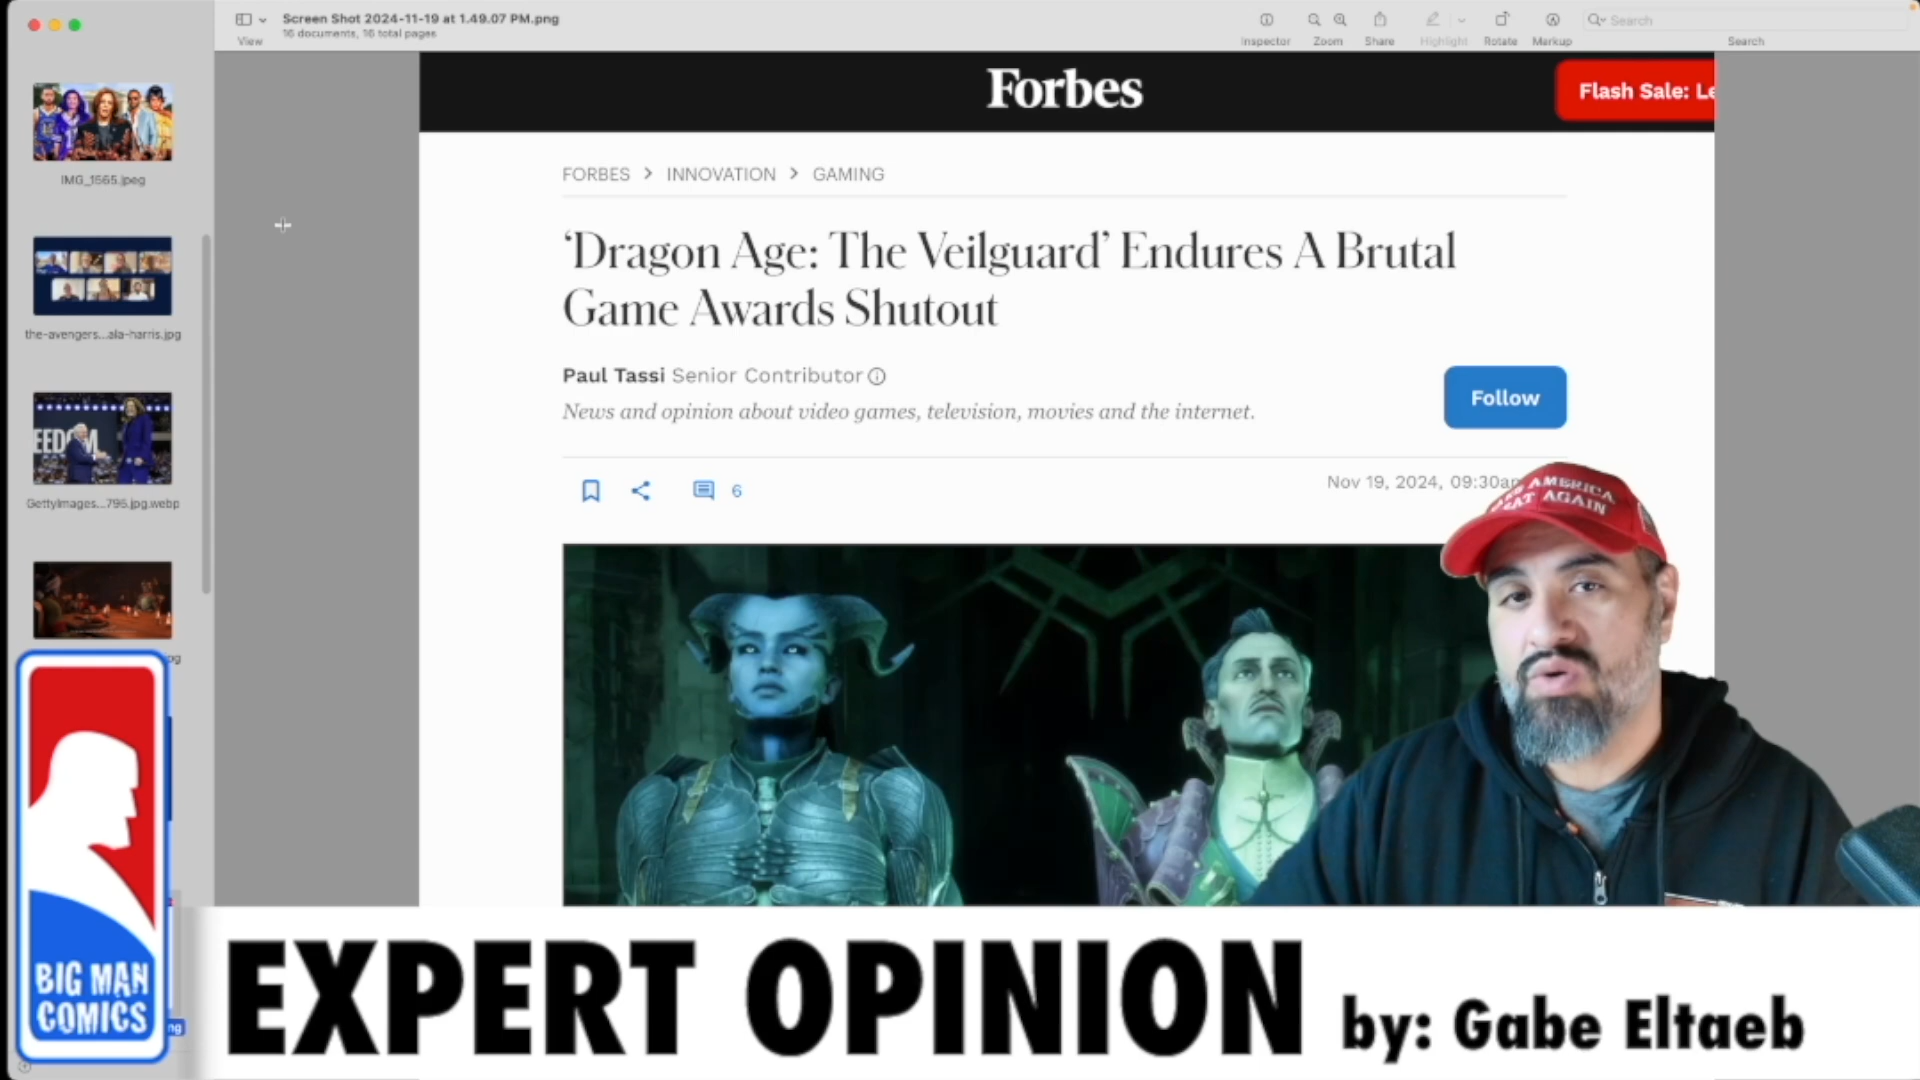 Screen Shot 2024-11-19 at 1.49.07 PM.png
16 documents, 16 total pages
View
Inspector
Zoom
Share
Highlight
Rotate
Markup
Search
Search
IMG_1565.jpeg
the-avengers...ala-harris.jpg
EEDOM
GettyImages...795.jpg.webp
Forbes
Flash Sale: Le
FORBES > INNOVATION > GAMING
‘Dragon Age: The Veilguard’ Endures A Brutal
Game Awards Shutout
Paul Tassi Senior Contributor
News and opinion about video games, television, movies and the internet.
Follow
6
Nov 19, 2024, 09:30am
AMERICA
AGAIN
BIG MAN
COMICS
EXPERT OPINION by: Gabe Eltaeb